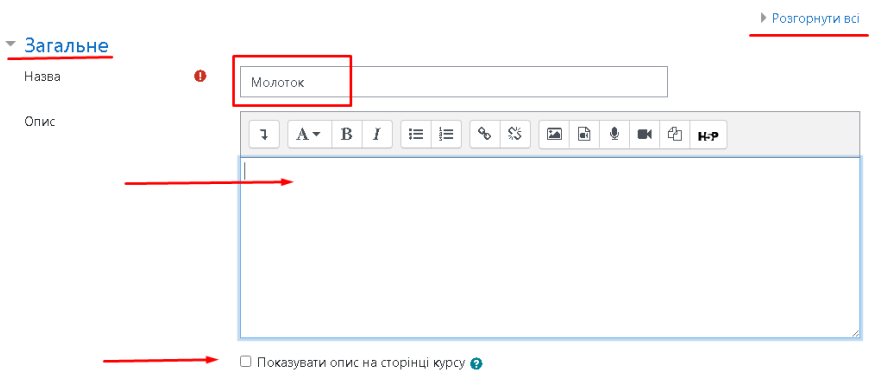 Розгорнути всі
Загальне
Назва
Молоток
Опис
A B I H-P
Показувати опис на сторінці курсу